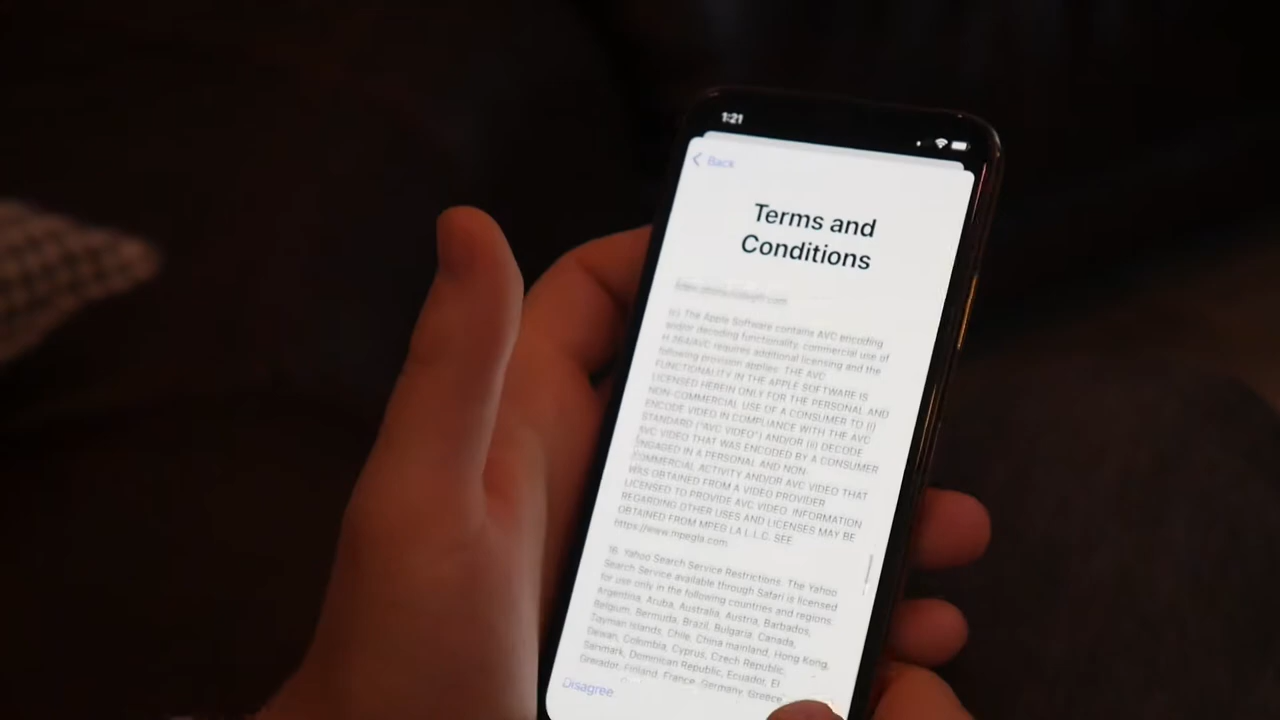 1:21
Back
Terms and
Conditions
(c) The Apple Software contains AVC encoding
and/or decoding functionality, commercial use of
H.264/AVC requires additional licensing and the
following provision applies: THE AVC
FUNCTIONALITY IN THE APPLE SOFTWARE IS
LICENSED HEREIN ONLY FOR THE PERSONAL AND
NON-COMMERCIAL USE OF A CONSUMER TO (i)
ENCODE VIDEO IN COMPLIANCE WITH THE AVC
STANDARD ("AVC VIDEO") AND/OR (ii) DECODE
AVC VIDEO THAT WAS ENCODED BY A CONSUMER
ENGAGED IN A PERSONAL AND NON-
COMMERCIAL ACTIVITY AND/OR AVC VIDEO THAT
WAS OBTAINED FROM A VIDEO PROVIDER
LICENSED TO PROVIDE AVC VIDEO. INFORMATION
REGARDING OTHER USES AND LICENSES MAY BE
OBTAINED FROM MPEG LA L.L.C. SEE
https://www.mpegla.com.
16. Yahoo Search Service Restrictions. The Yahoo
Search Service available through Safari is licensed
for use only in the following countries and regions:
Argentina, Aruba, Australia, Austria, Barbados,
Belgium, Bermuda, Brazil, Bulgaria, Canada,
Cayman Islands, Chile, China mainland, Hong Kong,
Colombia, Cyprus, Czech Republic,
Denmark, Dominican Republic, Ecuador, El
Salvador, Finland, France, Germany, Greece
Disagree